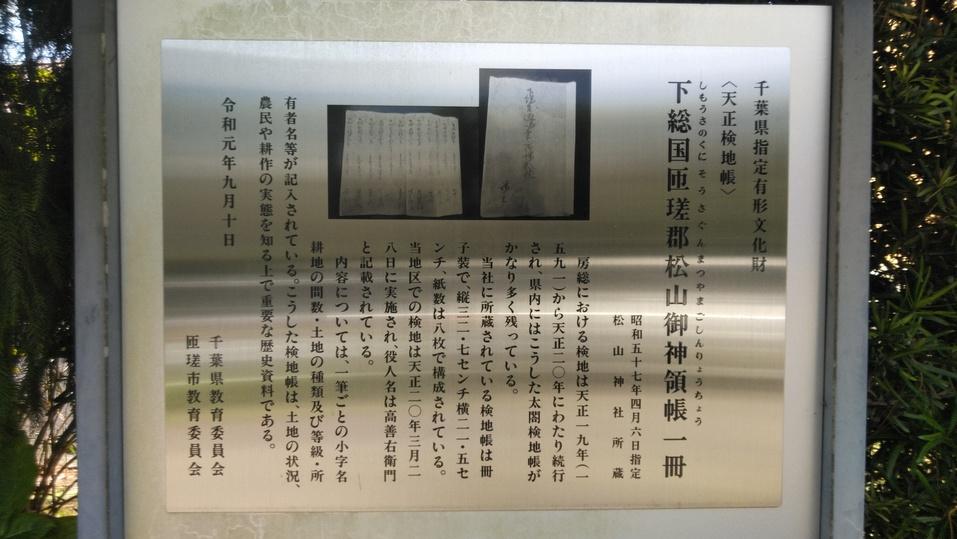 千葉県指定有形文化財
〈天正検地帳〉
しもうさのくに そうさぐんまつやまごしんりょうちょう
下総国匝瑳郡松山御神領帳 一冊
昭和五十七年四月六日指定
松山神社所蔵
房総における検地は天正一九年(一
五九一)から天正二〇年にわたり続行
され、県内にはこうした太閤検地帳が
かなり多く残っている。
当社に所蔵されている検地帳は冊
子装で、縦三一・七センチ横二一・五セ
ンチ、紙数は八枚で構成されている。
当地区での検地は天正二〇年三月二
八日に実施され、役人名は高善右衛門
と記載されている。
内容については、一筆ごとの小字名
耕地の間数・土地の種類及び等級・所
有者名等が記入されている。こうした検地帳は、土地の状況、
農民や耕作の実態を知る上で重要な歴史資料である。
令和元年九月十日
千葉県教育委員会
匝瑳市教育委員会